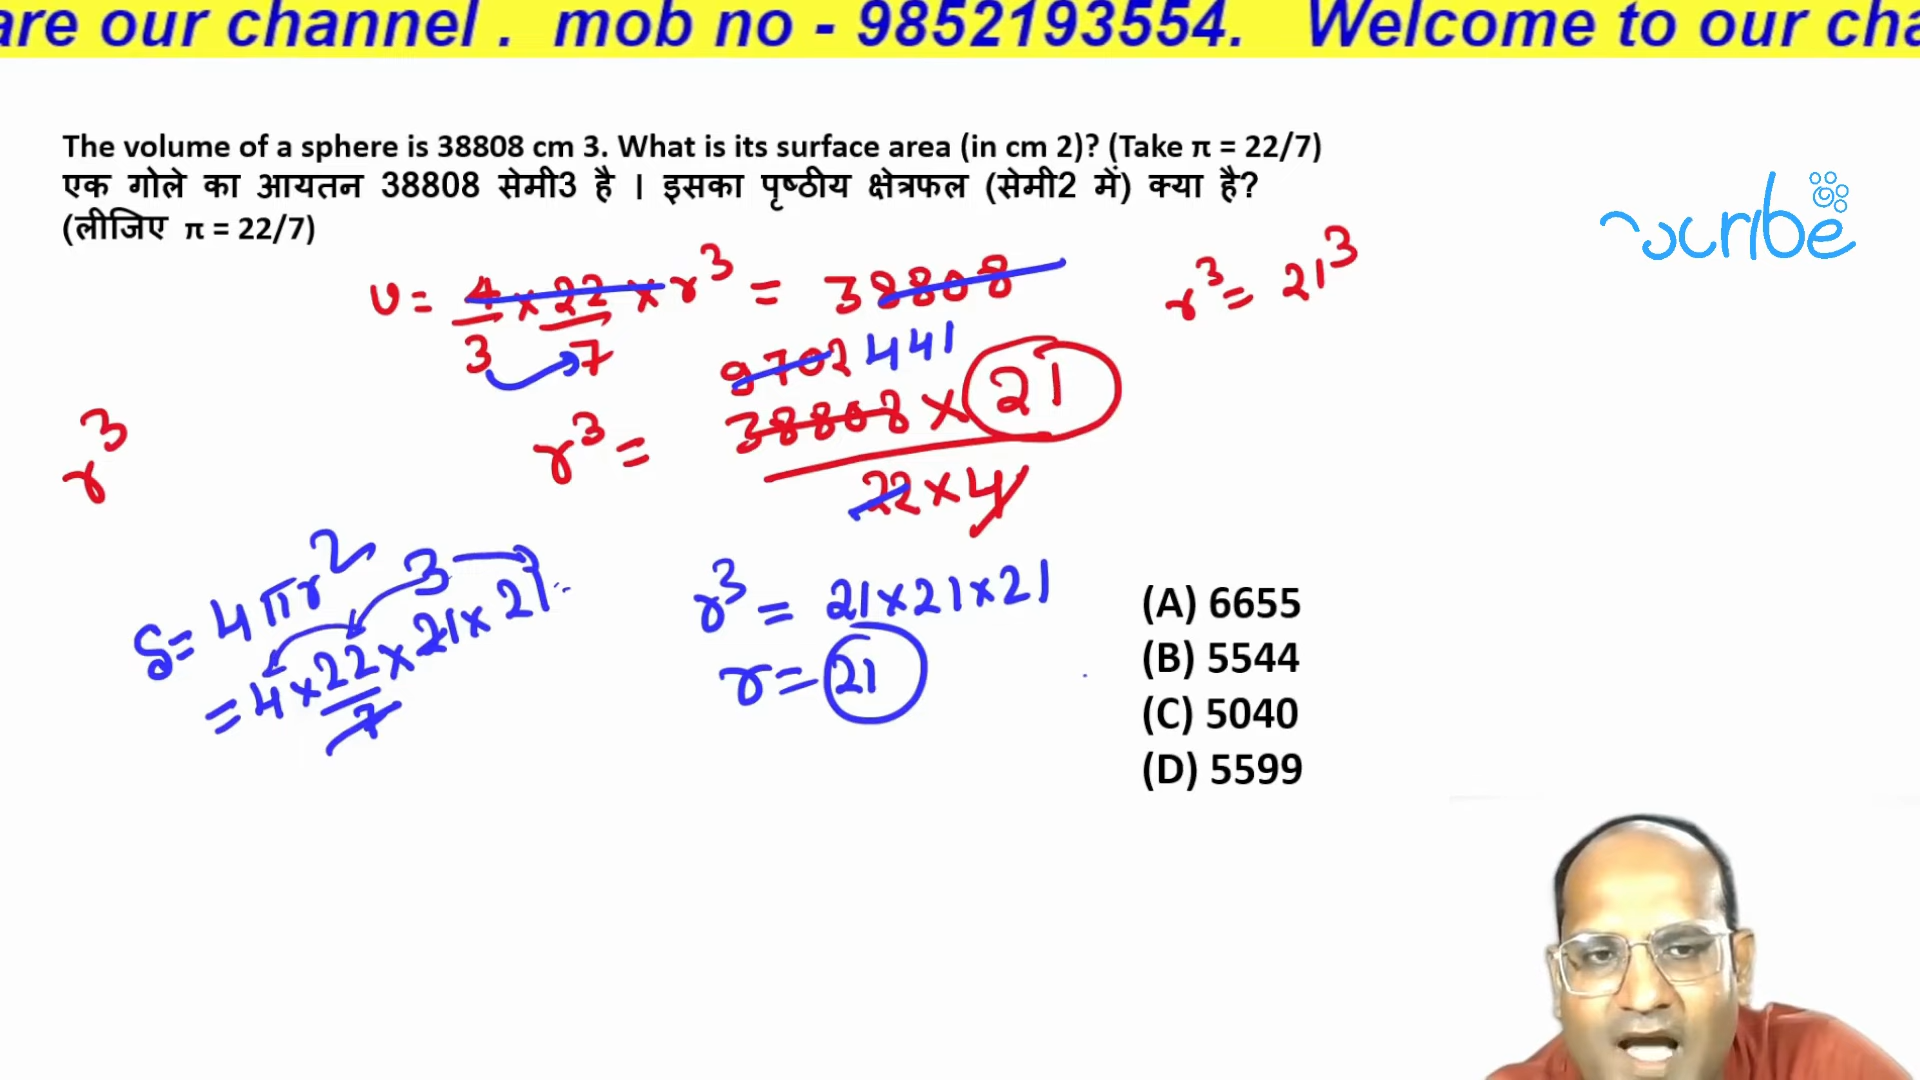 are our channel . mob no - 9852193554. Welcome to our cha
The volume of a sphere is 38808 cm 3. What is its surface area (in cm 2)? (Take π = 22/7)
एक गोले का आयतन 38808 सेमी3 है । इसका पृष्ठीय क्षेत्रफल (सेमी2 में) क्या है?
(लीजिए π = 22/7)
υ = 4/3 × 22/7 × r³ = 38808
r³ = 21³
9702 441
r³ = 38808 × 21 / 22 × 4
r³
S = 4πr²
3
= 4 × 22/7 × 21 × 21
r³ = 21×21×21
r = 21
(A) 6655
(B) 5544
(C) 5040
(D) 5599